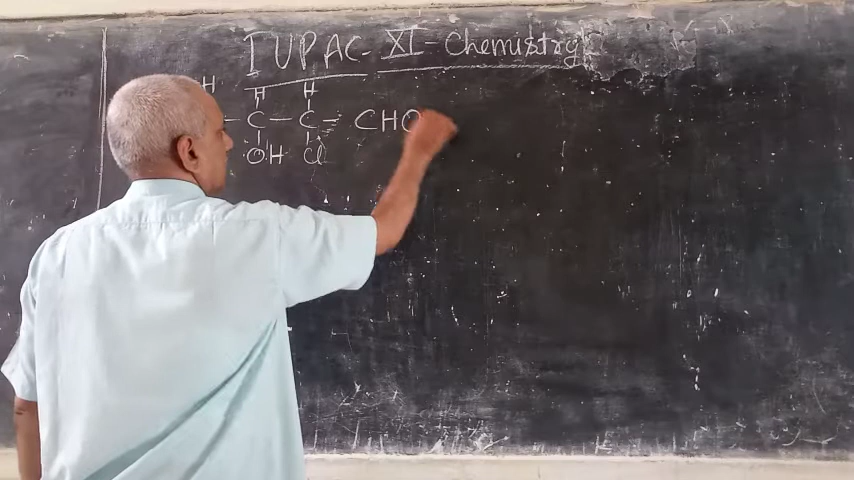 IUPAC - XI - Chemistry
H H H
- C - C - CHO
OH Cl